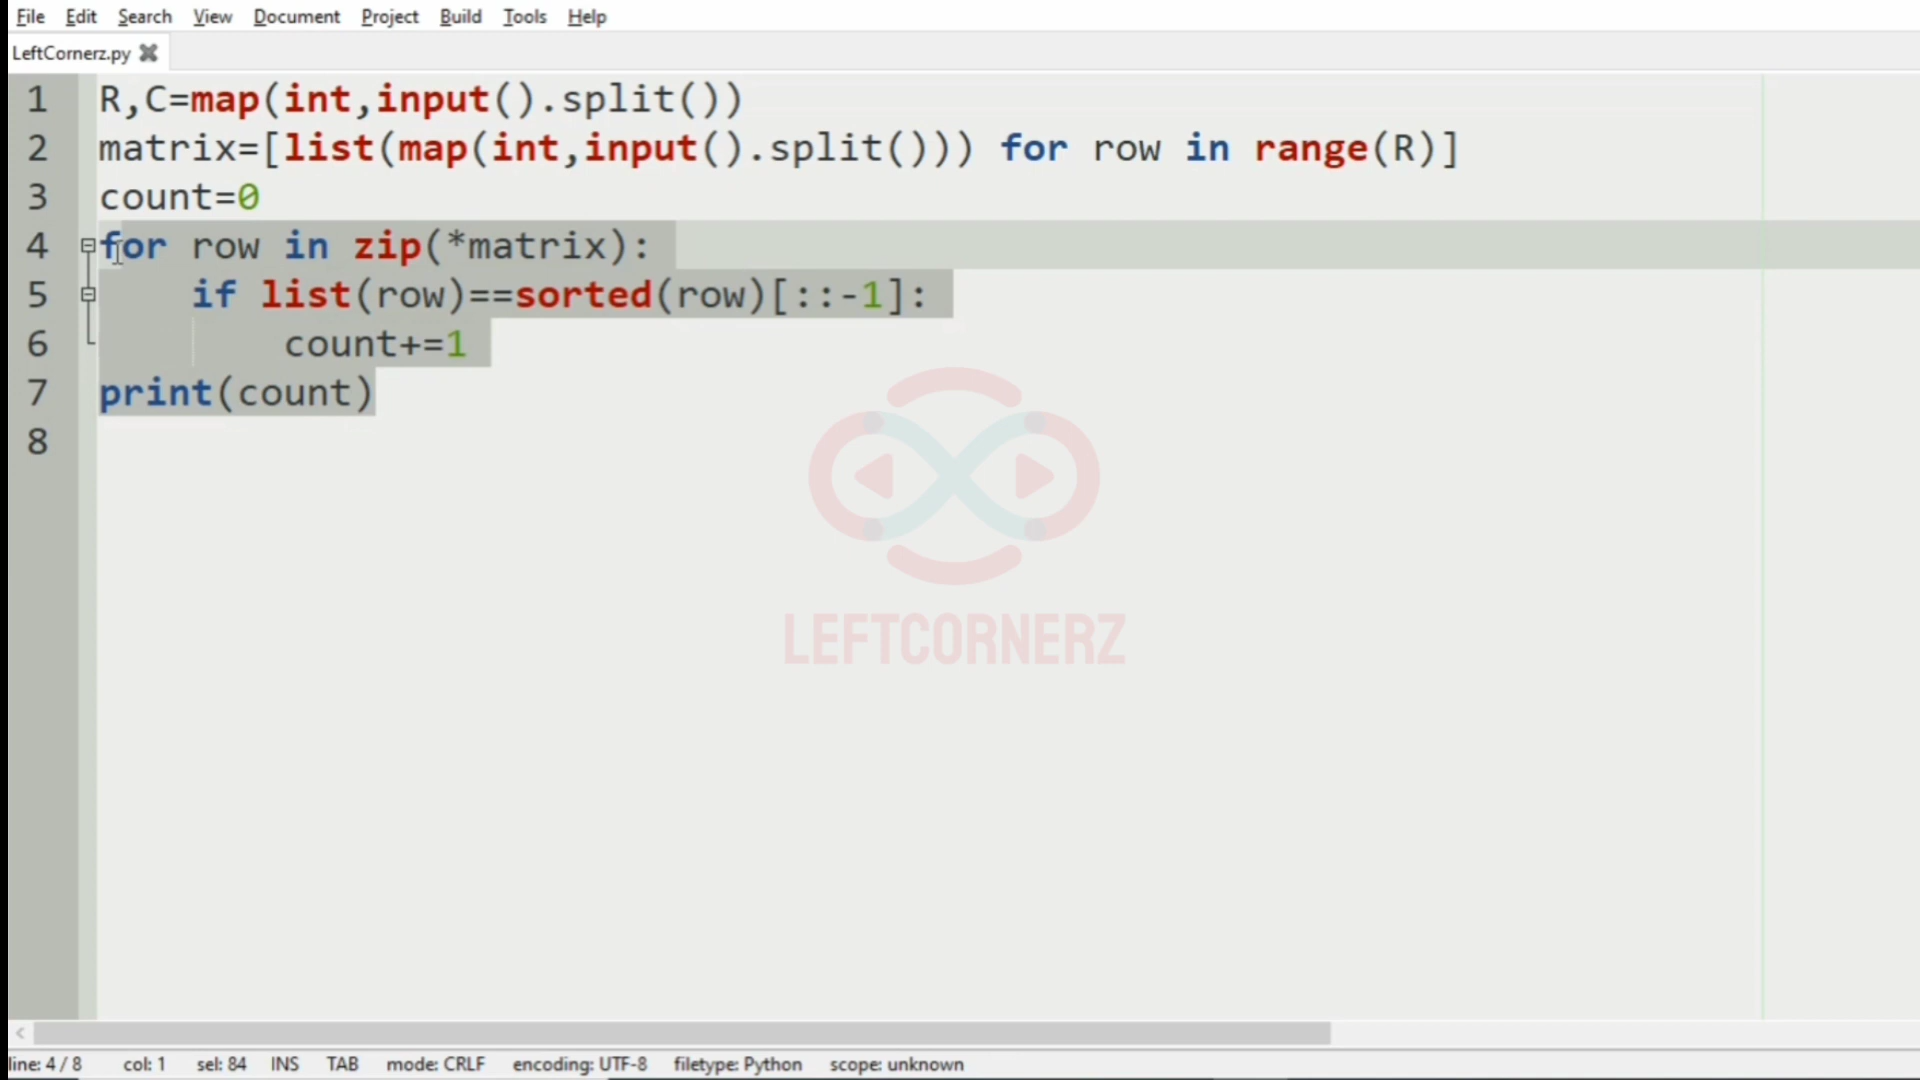 File Edit Search View Document Project Build Tools Help
LeftCornerz.py
1 R,C=map(int,input().split())
2 matrix=[list(map(int,input().split())) for row in range(R)]
3 count=0
4 for row in zip(*matrix):
5     if list(row)==sorted(row)[::-1]:
6         count+=1
7 print(count)
8
LEFTCORNERZ
line: 4 / 8 col: 1 sel: 84 INS TAB mode: CRLF encoding: UTF-8 filetype: Python scope: unknown